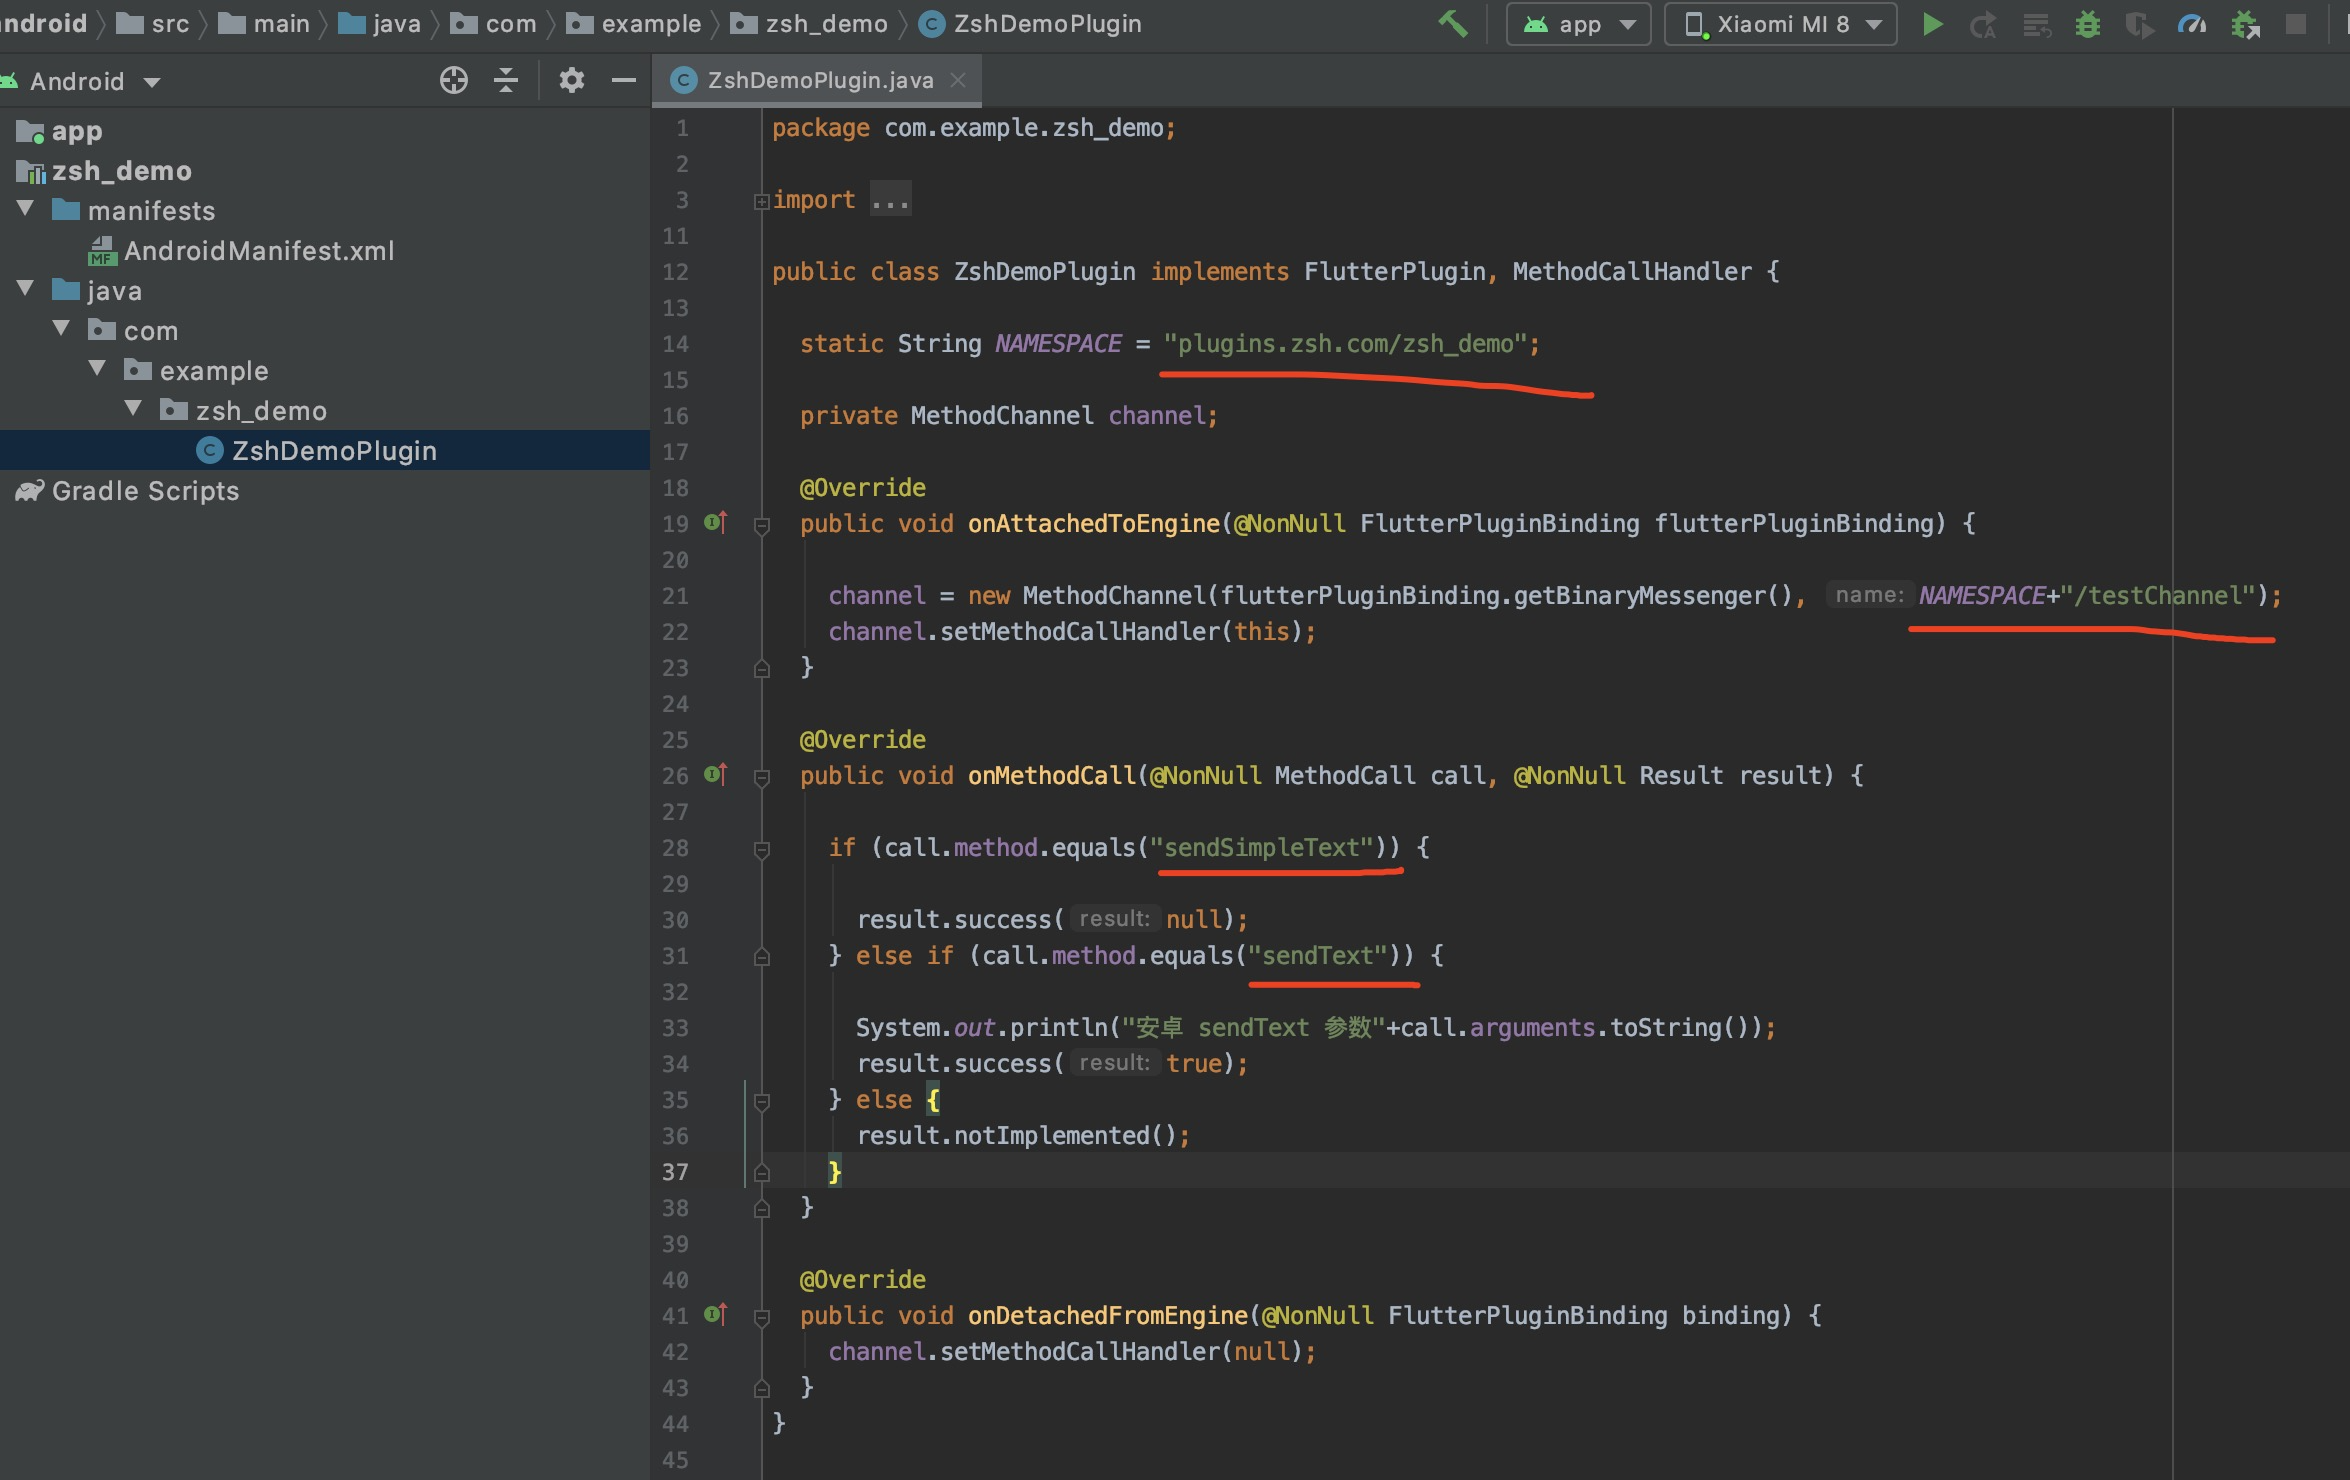 android src main java com example zsh_demo ZshDemoPlugin app Xiaomi MI 8
Android
ZshDemoPlugin.java
app
zsh_demo
manifests
AndroidManifest.xml
java
com
example
zsh_demo
ZshDemoPlugin
Gradle Scripts
1 package com.example.zsh_demo;
2
3 import ...
11
12 public class ZshDemoPlugin implements FlutterPlugin, MethodCallHandler {
13
14 static String NAMESPACE = "plugins.zsh.com/zsh_demo";
15
16 private MethodChannel channel;
17
18 @Override
19 public void onAttachedToEngine(@NonNull FlutterPluginBinding flutterPluginBinding) {
20
21 channel = new MethodChannel(flutterPluginBinding.getBinaryMessenger(), name: NAMESPACE+"/testChannel");
22 channel.setMethodCallHandler(this);
23 }
24
25 @Override
26 public void onMethodCall(@NonNull MethodCall call, @NonNull Result result) {
27
28 if (call.method.equals("sendSimpleText")) {
29
30 result.success( result: null);
31 } else if (call.method.equals("sendText")) {
32
33 System.out.println("安卓 sendText 参数"+call.arguments.toString());
34 result.success( result: true);
35 } else {
36 result.notImplemented();
37 }
38 }
39
40 @Override
41 public void onDetachedFromEngine(@NonNull FlutterPluginBinding binding) {
42 channel.setMethodCallHandler(null);
43 }
44 }
45